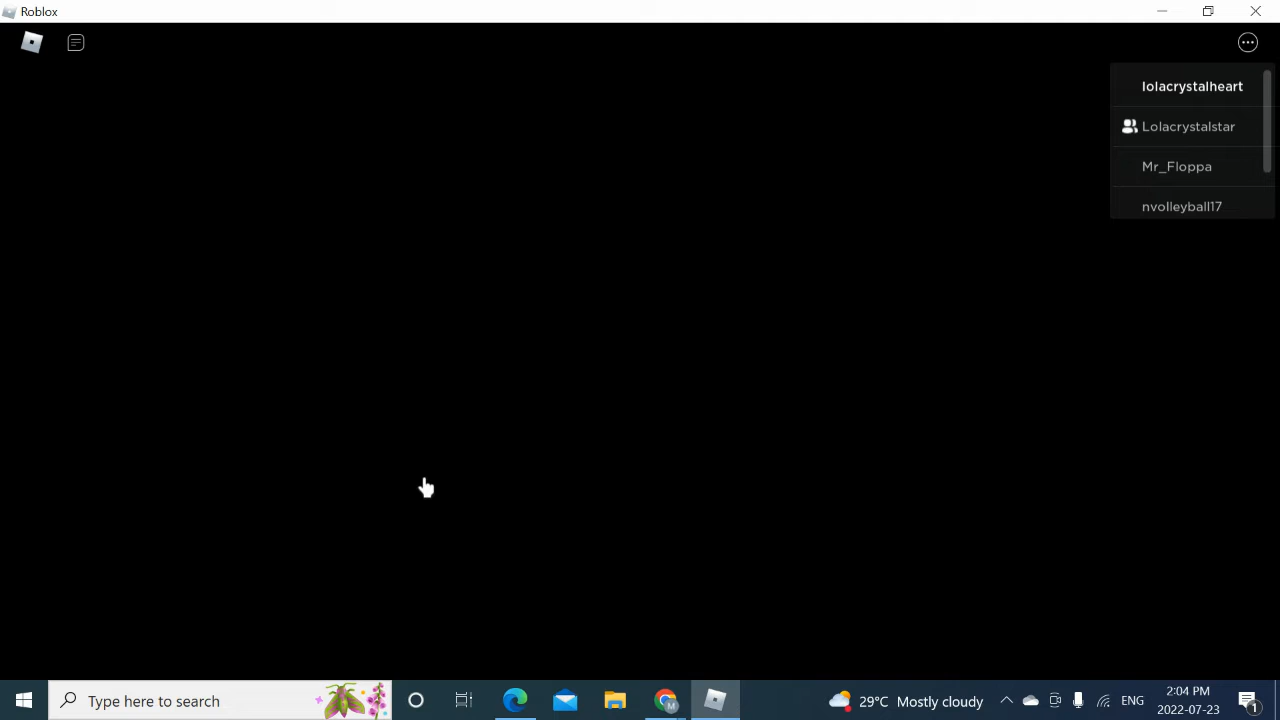 Roblox
lolacrystalheart
Lolacrystalstar
Mr_Floppa
nvolleyball17
Type here to search
M
29°C Mostly cloudy
ENG
2:04 PM
2022-07-23
1